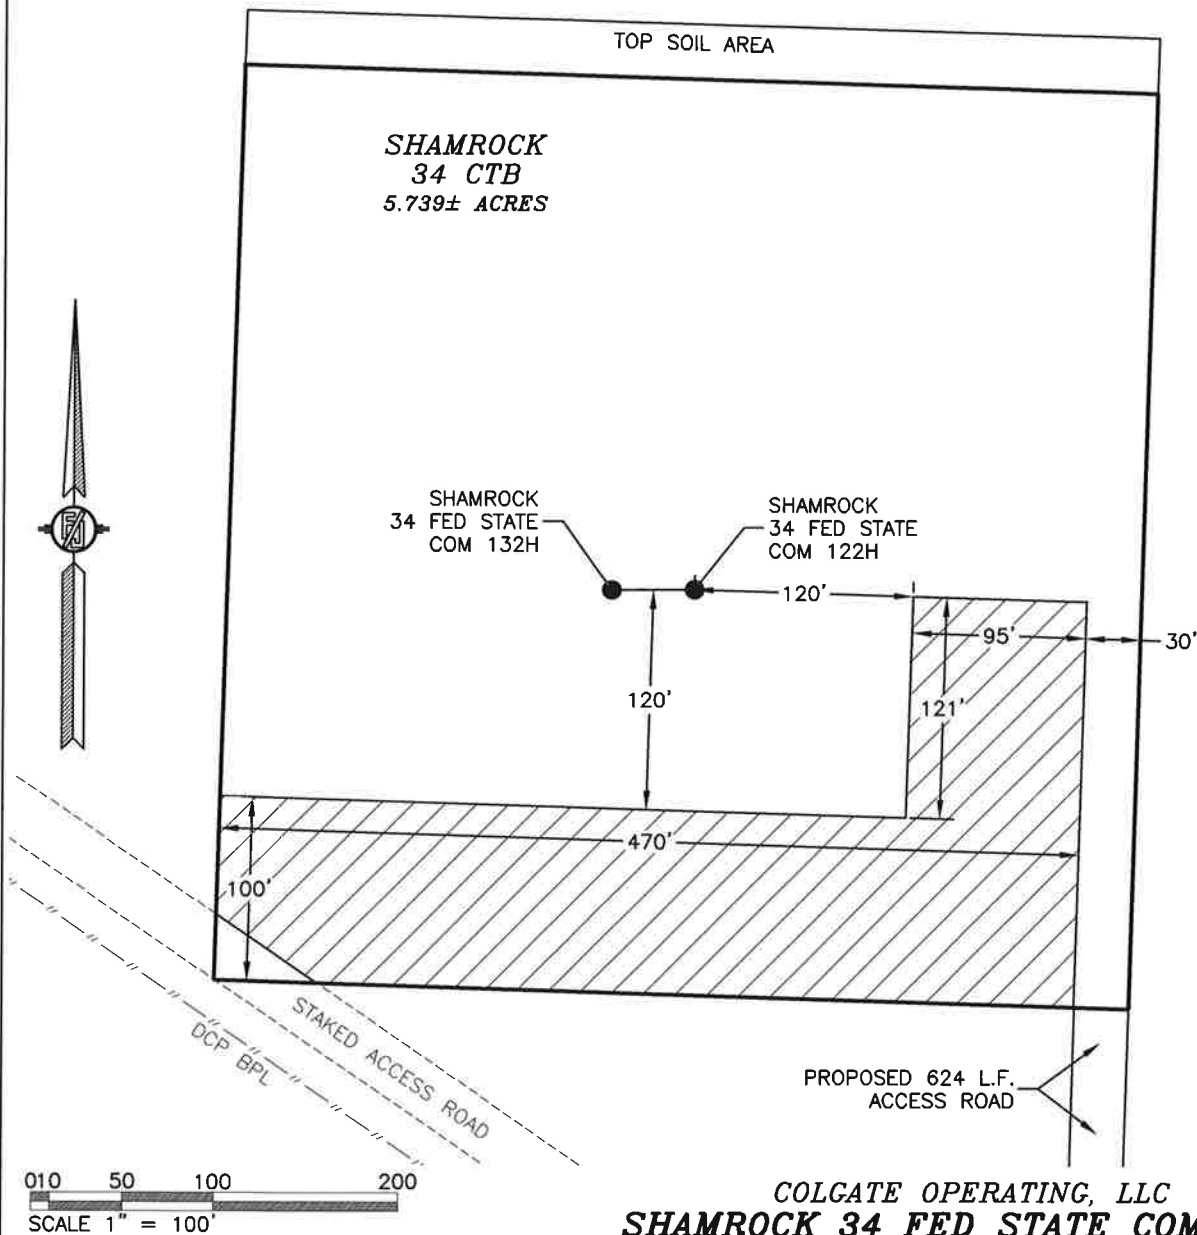 TOP SOIL AREA
SHAMROCK
34 CTB
5.739± ACRES
SHAMROCK
34 FED STATE
COM 132H
SHAMROCK
34 FED STATE
COM 122H
120'
95'
30'
120'
121'
470'
100'
STAKED ACCESS ROAD
DCP BPL
PROPOSED 624 L.F.
ACCESS ROAD
010 50 100 200
SCALE 1" = 100'
COLGATE OPERATING, LLC
SHAMROCK 34 FED STATE COM